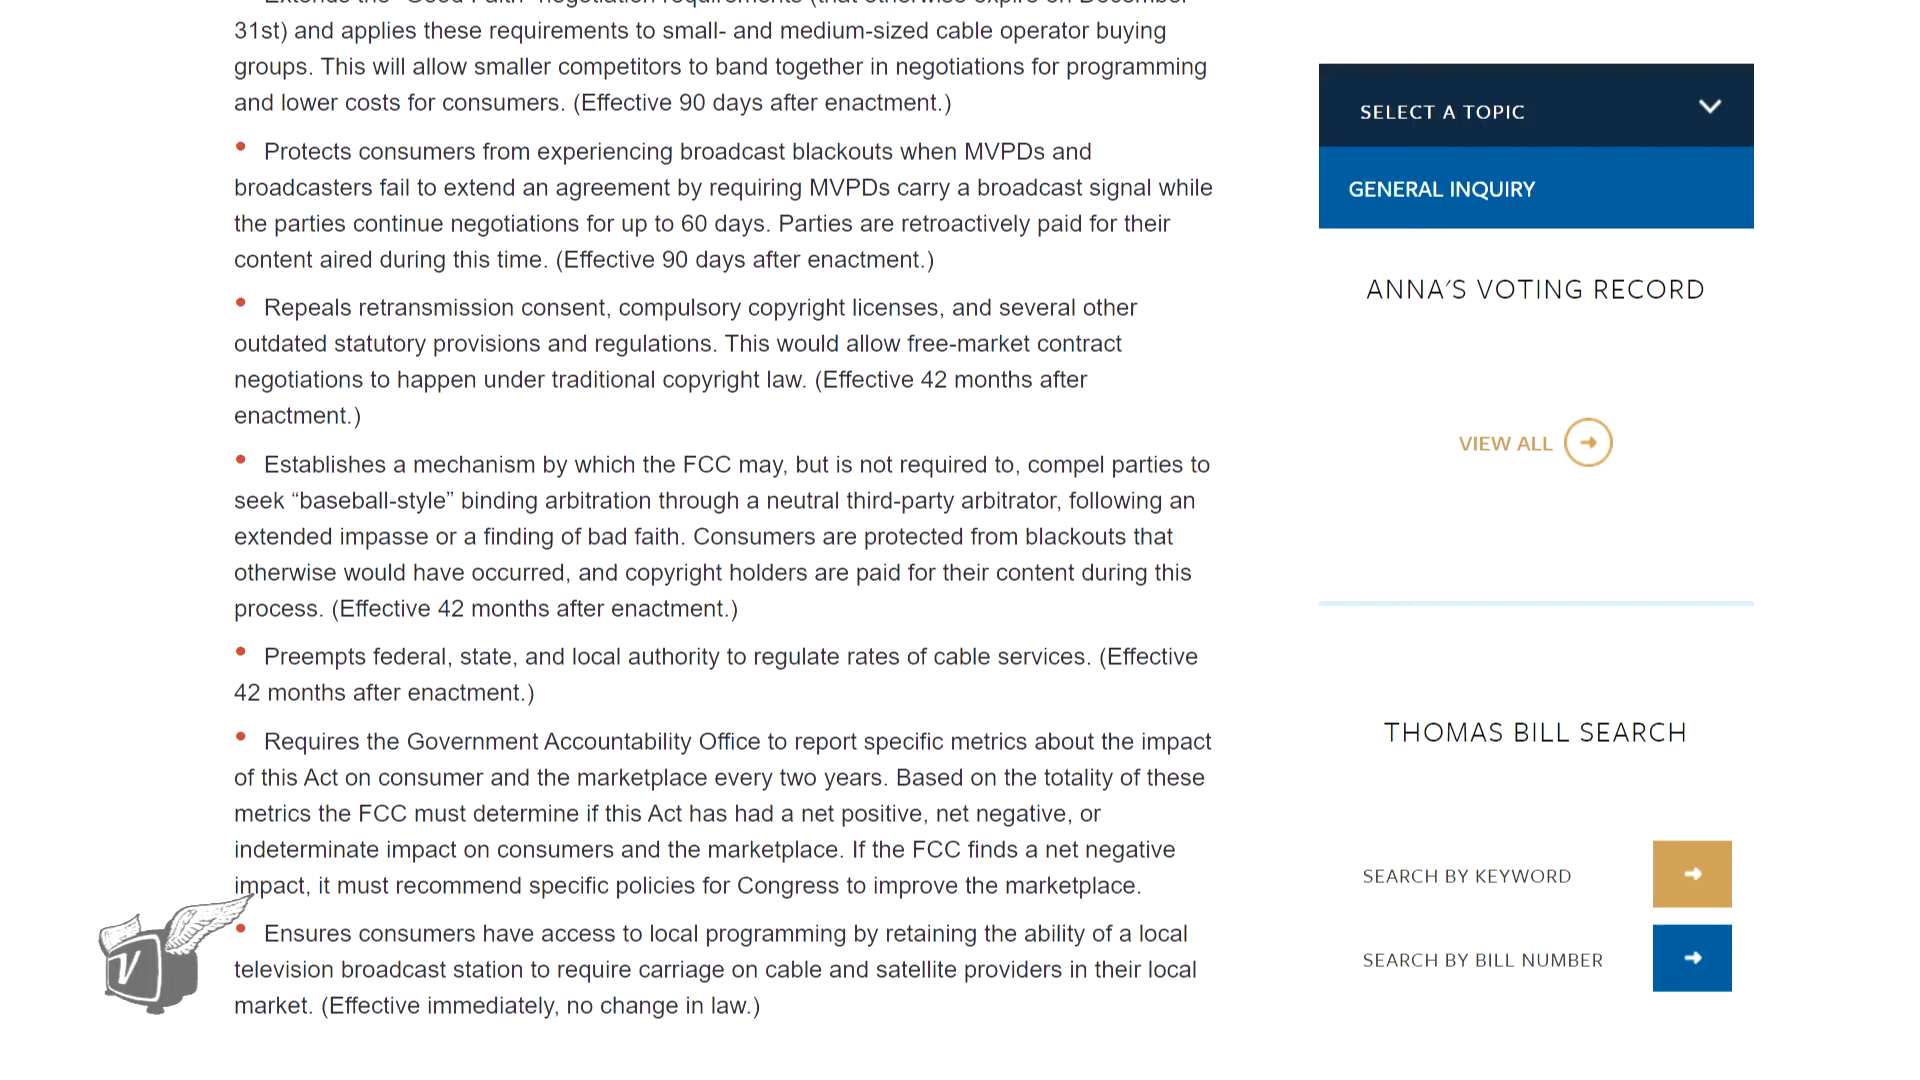 Extends the "Good Faith" negotiation requirements (that otherwise expire on December
31st) and applies these requirements to small- and medium-sized cable operator buying
groups. This will allow smaller competitors to band together in negotiations for programming
and lower costs for consumers. (Effective 90 days after enactment.)
• Protects consumers from experiencing broadcast blackouts when MVPDs and
broadcasters fail to extend an agreement by requiring MVPDs carry a broadcast signal while
the parties continue negotiations for up to 60 days. Parties are retroactively paid for their
content aired during this time. (Effective 90 days after enactment.)
• Repeals retransmission consent, compulsory copyright licenses, and several other
outdated statutory provisions and regulations. This would allow free-market contract
negotiations to happen under traditional copyright law. (Effective 42 months after
enactment.)
• Establishes a mechanism by which the FCC may, but is not required to, compel parties to
seek “baseball-style” binding arbitration through a neutral third-party arbitrator, following an
extended impasse or a finding of bad faith. Consumers are protected from blackouts that
otherwise would have occurred, and copyright holders are paid for their content during this
process. (Effective 42 months after enactment.)
• Preempts federal, state, and local authority to regulate rates of cable services. (Effective
42 months after enactment.)
• Requires the Government Accountability Office to report specific metrics about the impact
of this Act on consumer and the marketplace every two years. Based on the totality of these
metrics the FCC must determine if this Act has had a net positive, net negative, or
indeterminate impact on consumers and the marketplace. If the FCC finds a net negative
impact, it must recommend specific policies for Congress to improve the marketplace.
• Ensures consumers have access to local programming by retaining the ability of a local
television broadcast station to require carriage on cable and satellite providers in their local
market. (Effective immediately, no change in law.)
V
SELECT A TOPIC
GENERAL INQUIRY
ANNA’S VOTING RECORD
VIEW ALL
THOMAS BILL SEARCH
SEARCH BY KEYWORD
SEARCH BY BILL NUMBER